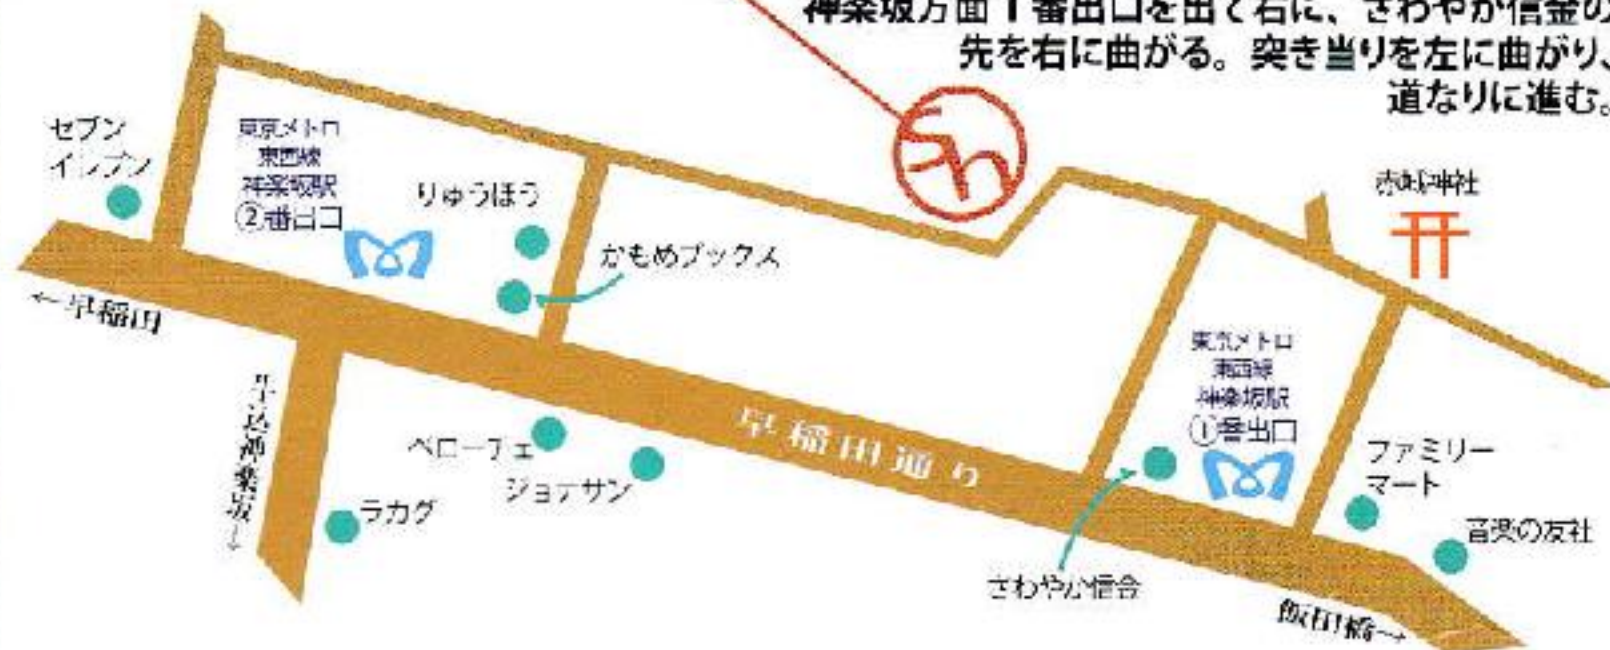 神楽坂方面1番出口を出て右に、さわやか信金の
先を右に曲がる。突き当りを左に曲がり、
道なりに進む。
セブン
イレブン
東京メトロ
東西線
神楽坂駅
②番出口
りゅうほう
かもめブックス
赤城神社
←早稲田
牛込神楽坂→
ベローチェ
ジョナサン
ラカグ
早稲田通り
東京メトロ
東西線
神楽坂駅
①番出口
さわやか信金
ファミリー
マート
音楽の友社
飯田橋→